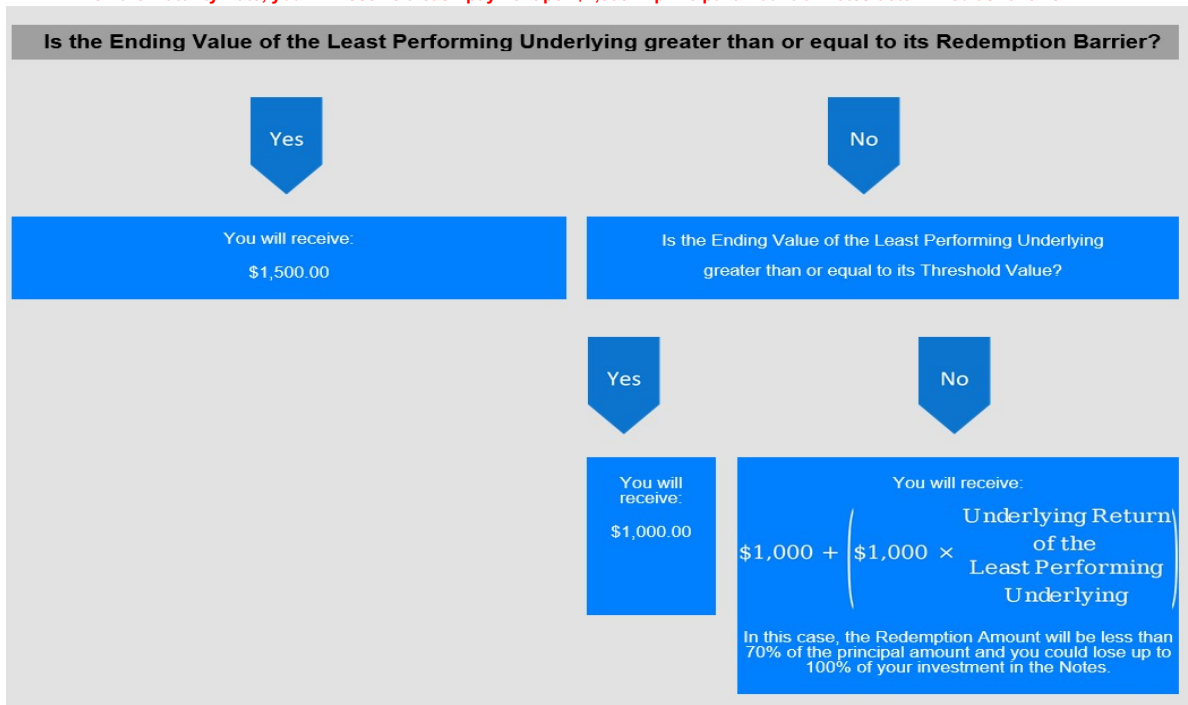 Is the Ending Value of the Least Performing Underlying greater than or equal to its Redemption Barrier?
Yes
No
You will receive:
$1,500.00
Is the Ending Value of the Least Performing Underlying
greater than or equal to its Threshold Value?
Yes
No
You will
receive:
$1,000.00
You will receive:
$1,000 + ($1,000 × Underlying Return
of the
Least Performing
Underlying)
In this case, the Redemption Amount will be less than
70% of the principal amount and you could lose up to
100% of your investment in the Notes.